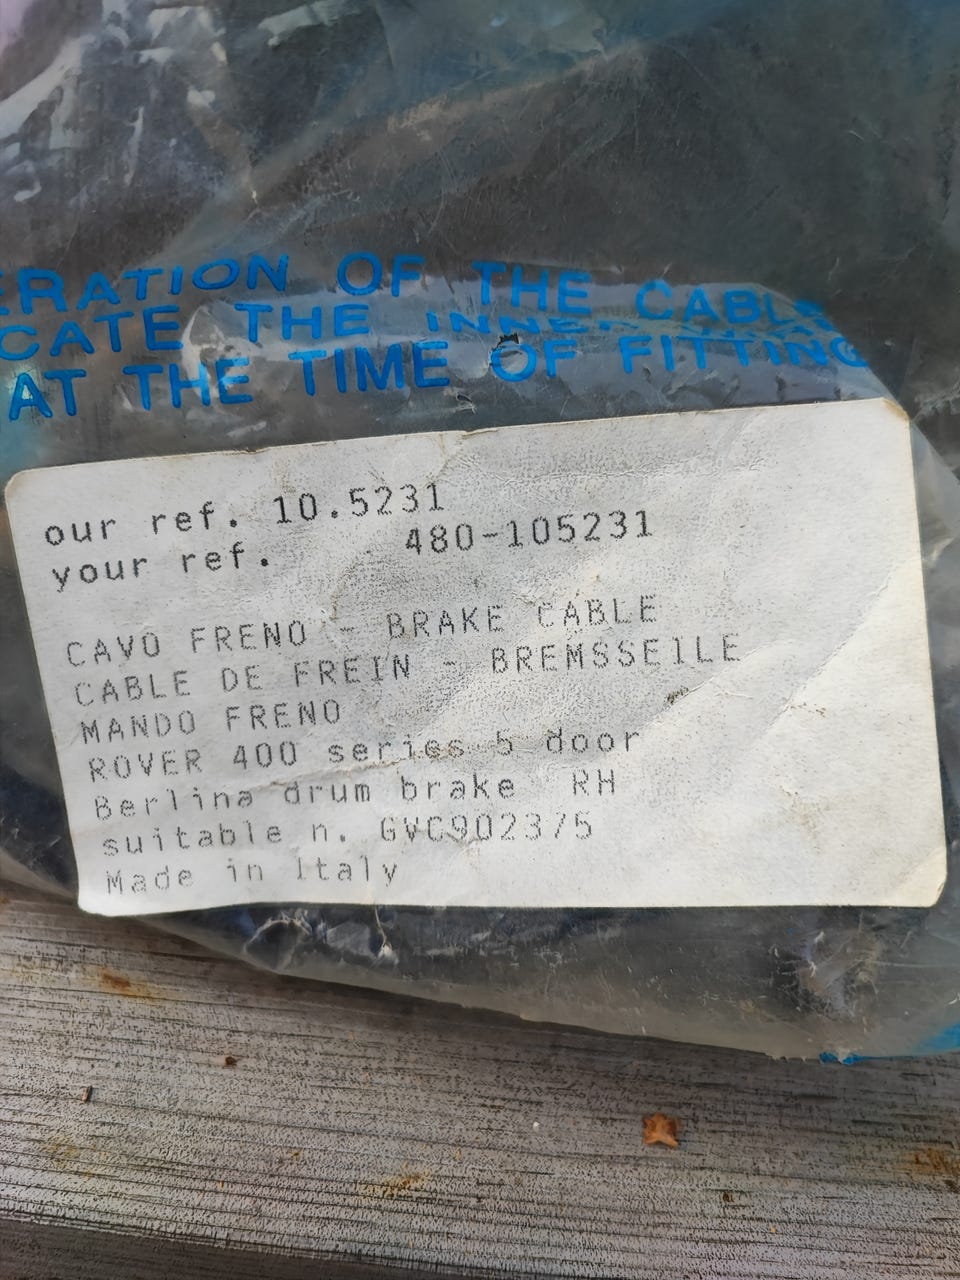 ERATION OF THE CABLE
CATE THE INNER
AT THE TIME OF FITTING
our ref. 10.5231
your ref. 480-105231
CAVO FRENO - BRAKE CABLE
CABLE DE FREIN - BREMSSEILE
MANDO FRENO
ROVER 400 series 5 door
Berlina drum brake RH
suitable n. GVC902375
Made in Italy